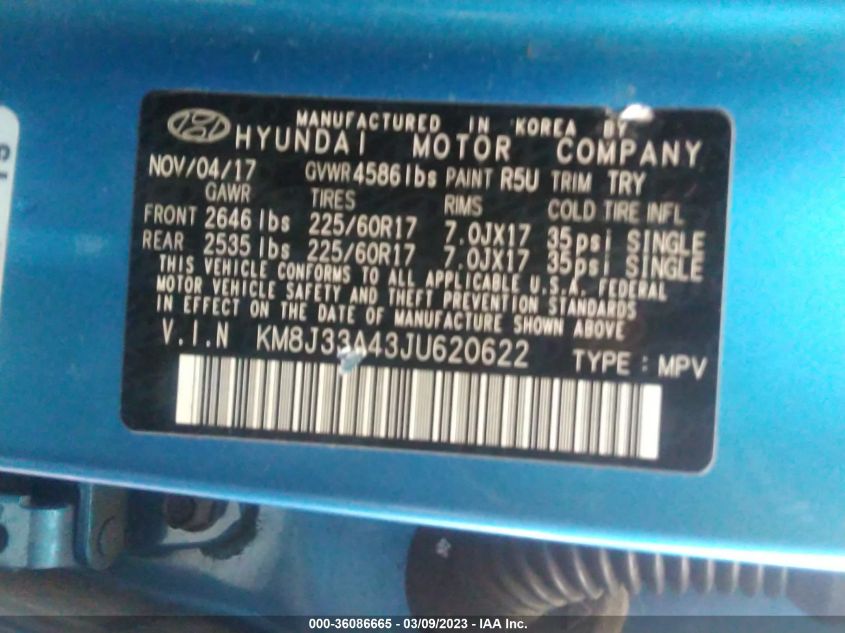 MANUFACTURED IN KOREA BY
HYUNDAI MOTOR COMPANY
NOV/04/17 GVWR 4586 lbs PAINT R5U TRIM TRY
GAWR TIRES RIMS COLD TIRE INFL
FRONT 2646 lbs 225/60R17 7.0JX17 35psi SINGLE
REAR 2535 lbs 225/60R17 7.0JX17 35psi SINGLE
THIS VEHICLE CONFORMS TO ALL APPLICABLE U.S.A. FEDERAL
MOTOR VEHICLE SAFETY AND THEFT PREVENTION STANDARDS
IN EFFECT ON THE DATE OF MANUFACTURE SHOWN ABOVE
V.I.N KM8J33A43JU620622 TYPE : MPV
000-36086665 - 03/09/2023 - IAA Inc.